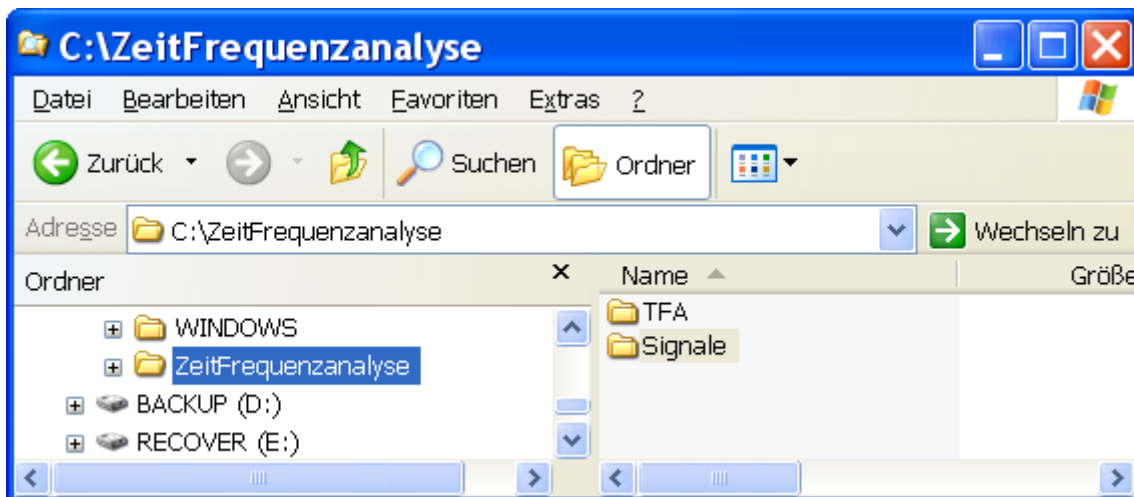 C:\ZeitFrequenzanalyse
Datei Bearbeiten Ansicht Favoriten Extras ?
Zurück Suchen Ordner
Adresse C:\ZeitFrequenzanalyse Wechseln zu
Ordner
WINDOWS
ZeitFrequenzanalyse
BACKUP (D:)
RECOVER (E:)
Name Größe
TFA
Signale